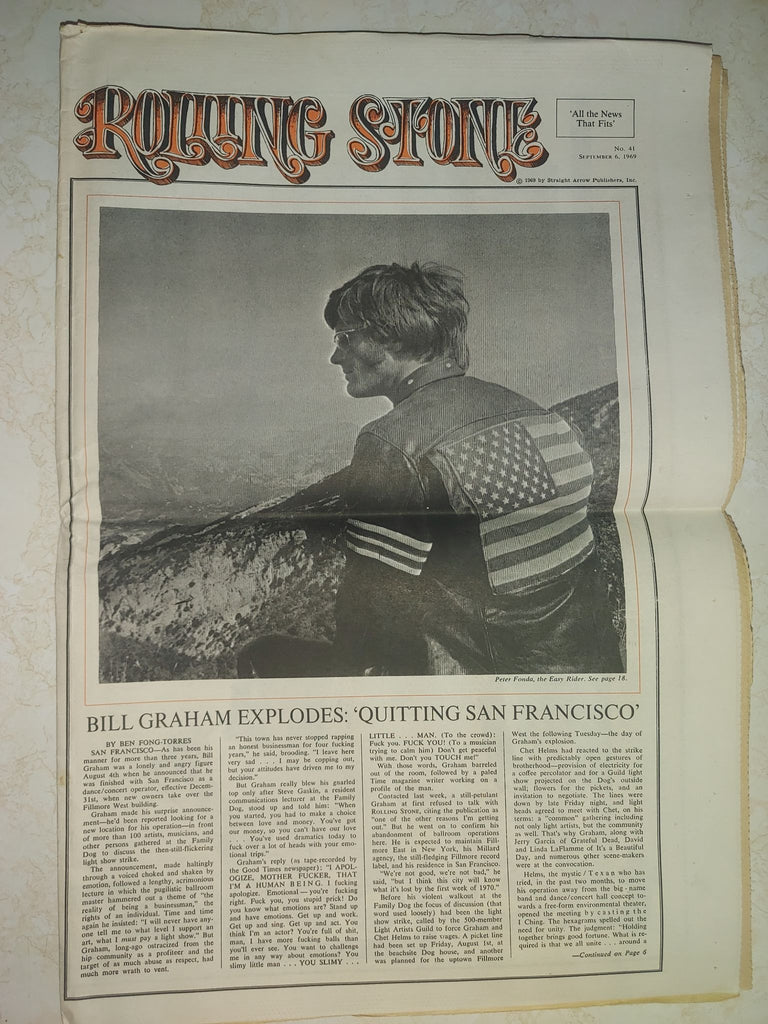 ROLLING STONE
'All the News
That Fits'
No. 41
SEPTEMBER 6, 1969
© 1969 by Straight Arrow Publishers, Inc.
Peter Fonda, the Easy Rider. See page 18.
BILL GRAHAM EXPLODES: 'QUITTING SAN FRANCISCO'
BY BEN FONG-TORRES
SAN FRANCISCO—As has been his
manner for more than three years, Bill
Graham was a lonely and angry figure
August 4th when he announced that he
was finished with San Francisco as a
dance/concert operator, effective Decem-
31st, when new owners take over the
Fillmore West building.
Graham made his surprise announce-
ment—he'd been reported looking for a
new location for his operation—in front
of more than 100 artists, musicians, and
other persons gathered at the Family
Dog to discuss the then-still-flickering
light show strike.
The announcement, made haltingly
through a voice choked and shaken by
emotion, followed a lengthy, acrimonious
lecture in which the pugilistic ballroom
master hammered out a theme of "the
reality of being a businessman," the
rights of an individual. Time and time
again he insisted: "I will never have any-
one tell me to what level I support an
art, what I must pay a light show." But
Graham, long-ago ostracized from the
hip community as a profiteer and the
target of as much abuse as respect, had
much more wrath to vent.
"This town has never stopped rapping
an honest businessman for four fucking
years," he said, brooding. "I leave here
very sad . . . I may be copping out,
but your attitudes have driven me to my
decision."
But Graham really blew his gnarled
top only after Steve Gaskin, a resident
communications lecturer at the Family
Dog, stood up and told him: "When
you started, you had to make a choice
between love and money. You've got
our money, so you can't have our love
. . . You've used dramatics today to
fuck over a lot of heads with your emo-
tional trips."
Graham's reply (as tape-recorded by
the Good Times newspaper): "I APOL-
OGIZE, MOTHER FUCKER, THAT
I'M A HUMAN BEING. I fucking
apologize. Emotional—you're fucking
right. Fuck you, you stupid prick! Do
you know what emotions are? Stand up
and have emotions. Get up and work.
Get up and sing. Get up and act. You
think I'm an actor? You're full of shit,
man, I have more fucking balls than
you'll ever see. You want to challenge
me in any way about emotions? You
slimy little man . . . YOU SLIMY . . .
LITTLE . . . MAN. (To the crowd):
Fuck you. FUCK YOU! (To a musician
trying to calm him) Don't get peaceful
with me. Don't you TOUCH me!"
With those words, Graham barreled
out of the room, followed by a paled
Time magazine writer working on a
profile of the man.
Contacted last week, a still-petulant
Graham at first refused to talk with
ROLLING STONE, citing the publication as
"one of the other reasons I'm getting
out." But he went on to confirm his
abandonment of ballroom operations
here. He is expected to maintain Fill-
more East in New York, his Millard
agency, the still-fledgling Fillmore record
label, and his residence in San Francisco.
"We're not good, we're not bad," he
said, "but I think this city will know
what it's lost by the first week of 1970."
Before his violent walkout at the
Family Dog the focus of discussion (that
word used loosely) had been the light
show strike, called by the 500-member
Light Artists Guild to force Graham and
Chet Helms to raise wages. A picket line
had been set up Friday, August 1st, at
the beachsite Dog house, and another
was planned for the uptown Fillmore
West the following Tuesday—the day of
Graham's explosion.
Chet Helms had reacted to the strike
line with predictably open gestures of
brotherhood—provision of electricity for
a coffee percolator and for a Guild light
show projected on the Dog's outside
wall; flowers for the pickets, and an
invitation to negotiate. The lines were
down by late Friday night, and light
heads agreed to meet with Chet, on his
terms: a "common" gathering including
not only light artists, but the community
as well. That's why Graham, along with
Jerry Garcia of Grateful Dead, David
and Linda LaFlamme of It's a Beautiful
Day, and numerous other scene-makers
were at the convocation.
Helms, the mystic/Texan who has
tried, in the past two months, to move
his operation away from the big-name
band and dance/concert hall concept to-
wards a free-form environmental theater,
opened the meeting by casting the
I Ching. The hexagrams spelled out the
need for unity. The judgment: "Holding
together brings good fortune. What is re-
quired is that we all unite . . . around a
—Continued on Page 6